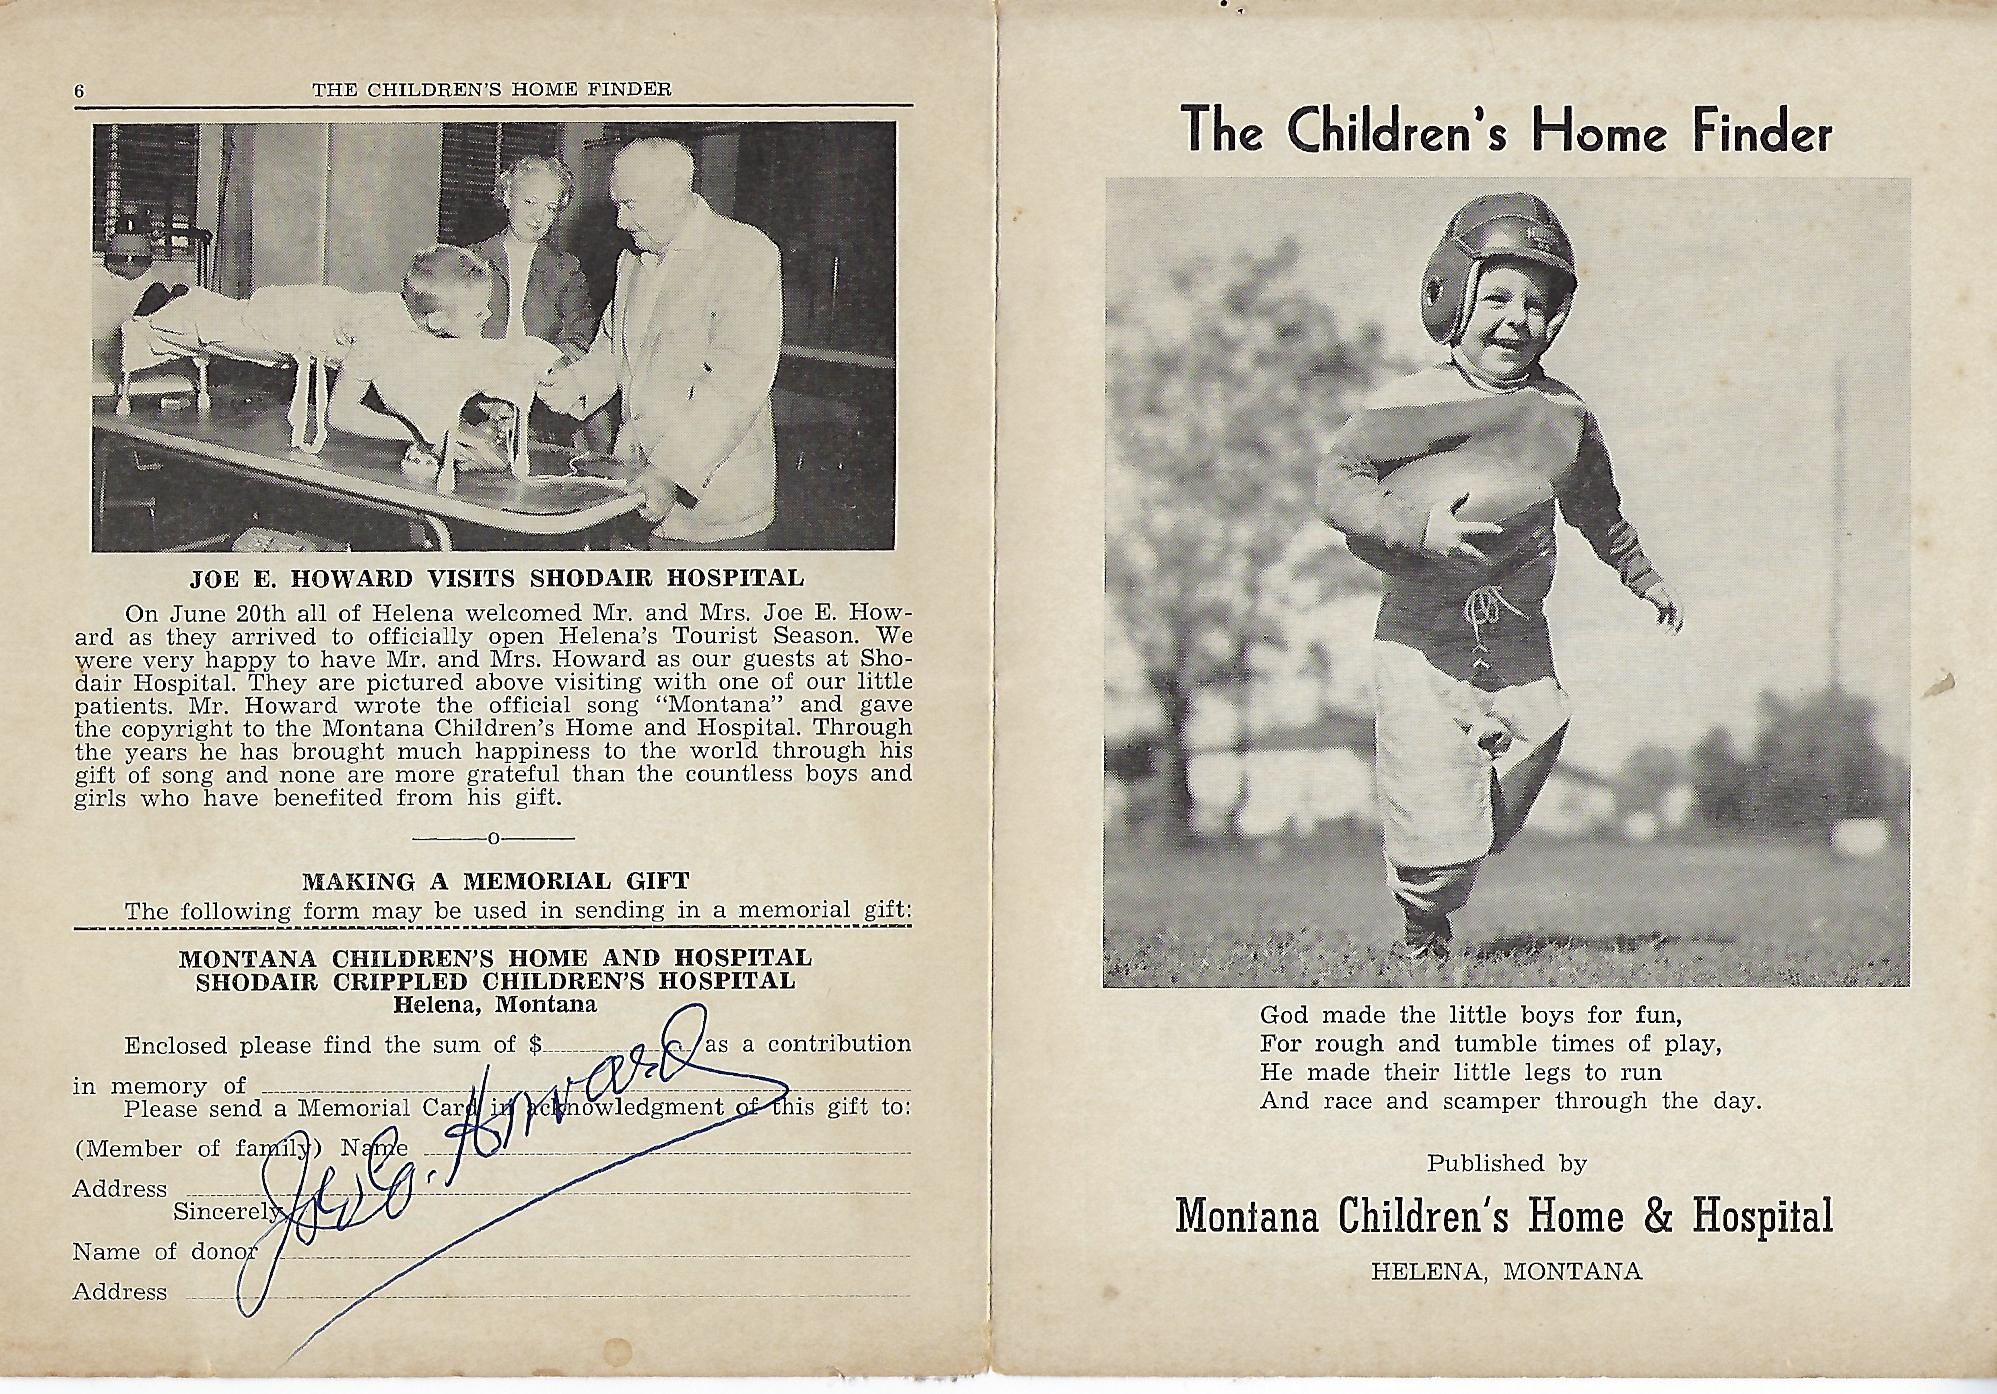 6
THE CHILDREN'S HOME FINDER
JOE E. HOWARD VISITS SHODAIR HOSPITAL
On June 20th all of Helena welcomed Mr. and Mrs. Joe E. How-
ard as they arrived to officially open Helena's Tourist Season. We
were very happy to have Mr. and Mrs. Howard as our guests at Sho-
dair Hospital. They are pictured above visiting with one of our little
patients. Mr. Howard wrote the official song "Montana" and gave
the copyright to the Montana Children's Home and Hospital. Through
the years he has brought much happiness to the world through his
gift of song and none are more grateful than the countless boys and
girls who have benefited from his gift.
o
MAKING A MEMORIAL GIFT
The following form may be used in sending in a memorial gift:
MONTANA CHILDREN'S HOME AND HOSPITAL
SHODAIR CRIPPLED CHILDREN'S HOSPITAL
Helena, Montana
Enclosed please find the sum of $ as a contribution
in memory of
Please send a Memorial Card in acknowledgment of this gift to:
(Member of family) Name
Address
Sincerely
Name of donor
Address
Joe E. Howard
The Children's Home Finder
God made the little boys for fun,
For rough and tumble times of play,
He made their little legs to run
And race and scamper through the day.
Published by
Montana Children's Home & Hospital
HELENA, MONTANA